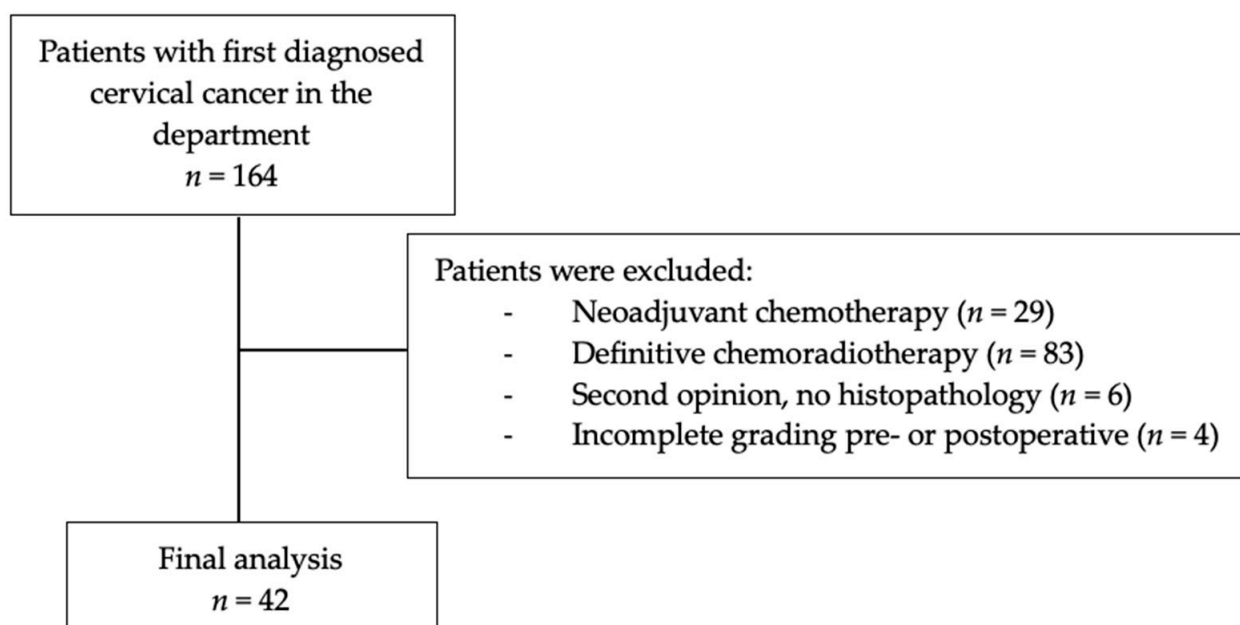 Patients with first diagnosed
cervical cancer in the
department
n = 164
Patients were excluded:
- Neoadjuvant chemotherapy (n = 29)
- Definitive chemoradiotherapy (n = 83)
- Second opinion, no histopathology (n = 6)
- Incomplete grading pre- or postoperative (n = 4)
Final analysis
n = 42